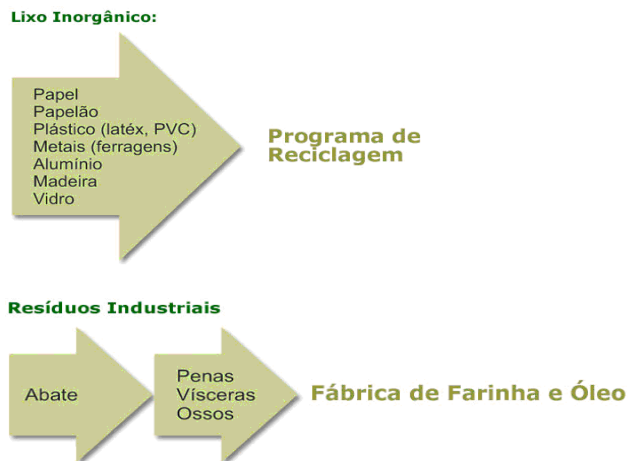 Lixo Inorgânico:
Papel
Papelão
Plástico (latéx, PVC)
Metais (ferragens)
Alumínio
Madeira
Vidro
Programa de
Reciclagem
Resíduos Industriais
Abate
Penas
Vísceras
Ossos
Fábrica de Farinha e Óleo